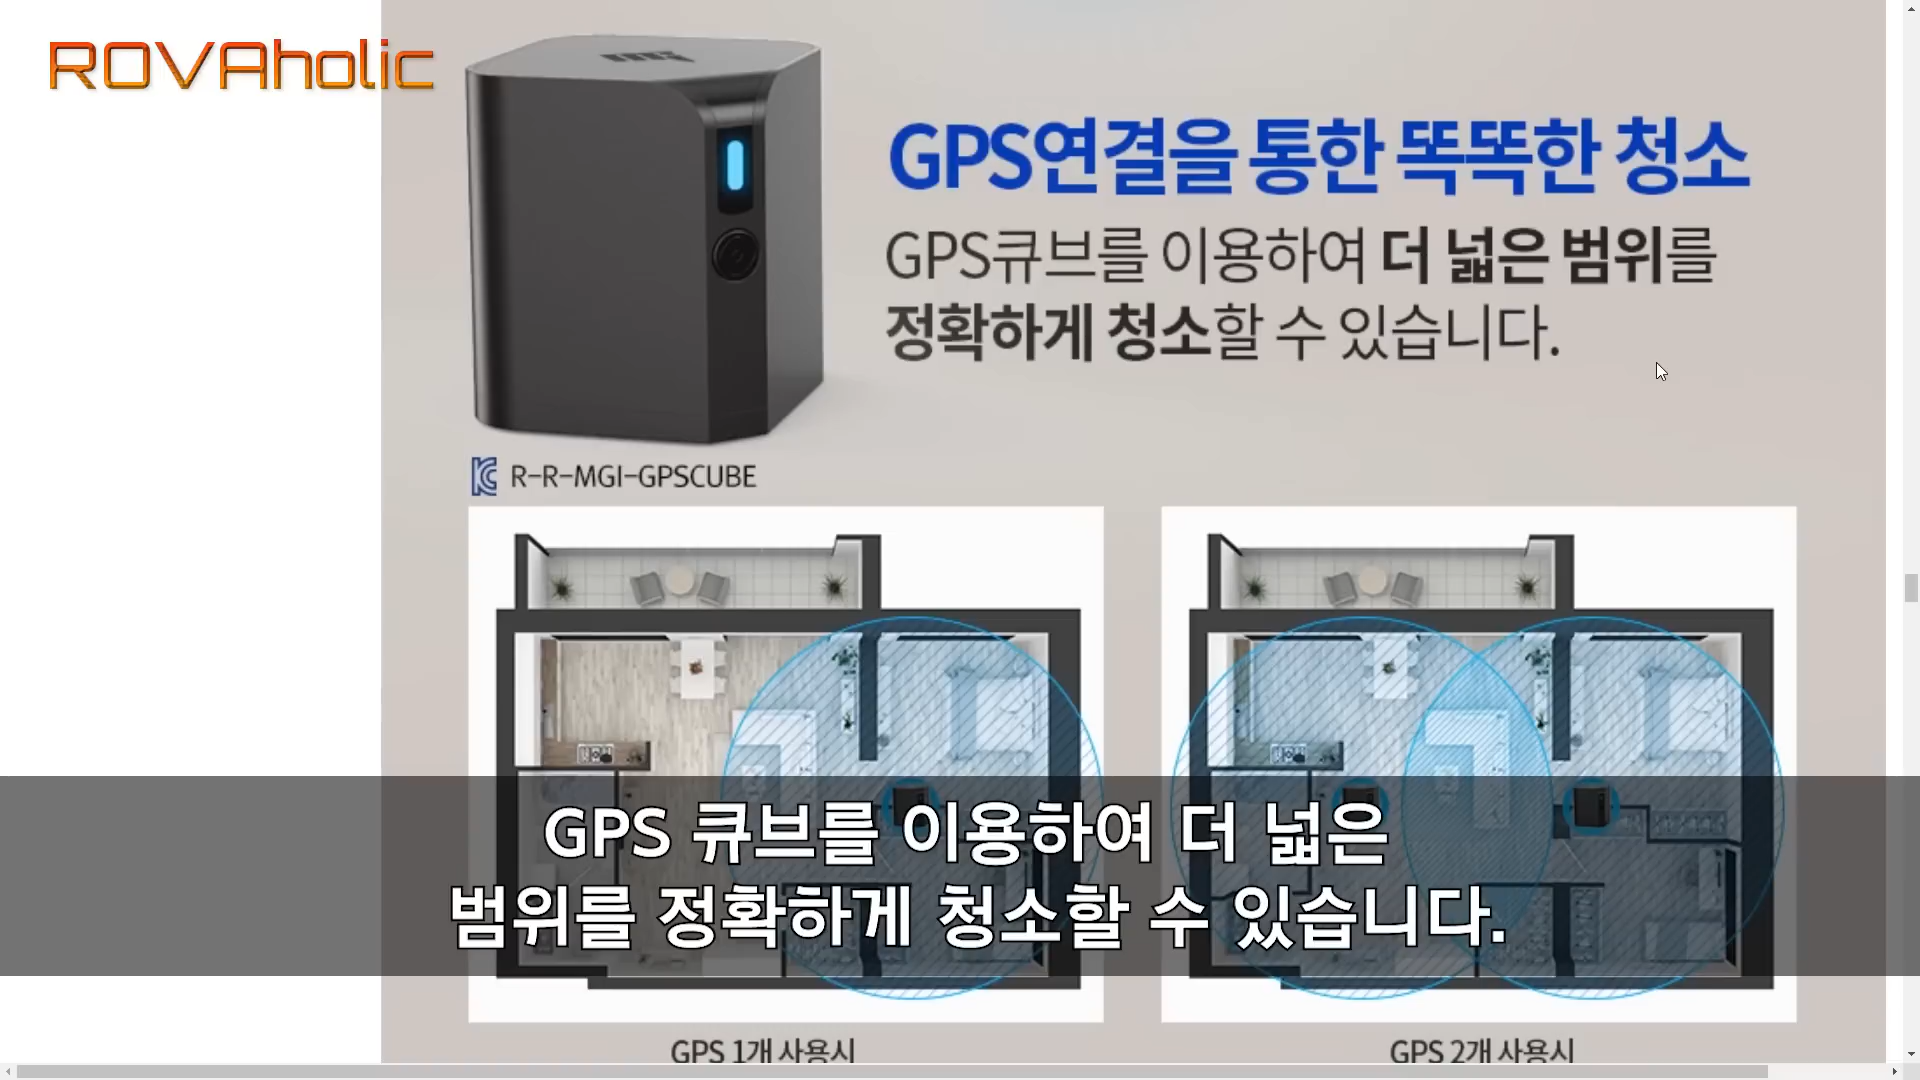 ROVAholic
GPS연결을 통한 똑똑한 청소
GPS큐브를 이용하여 더 넓은 범위를
정확하게 청소할 수 있습니다.
R-R-MGI-GPSCUBE
GPS 큐브를 이용하여 더 넓은
범위를 정확하게 청소할 수 있습니다.
GPS 1개 사용시
GPS 2개 사용시